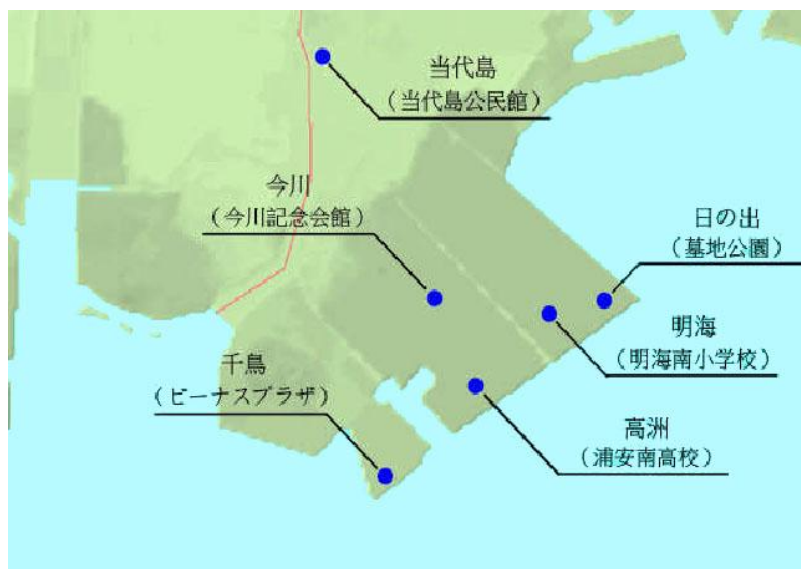 当代島
（当代島公民館）
今川
（今川記念会館）
日の出
（墓地公園）
明海
（明海南小学校）
千鳥
（ビーナスプラザ）
高洲
（浦安南高校）